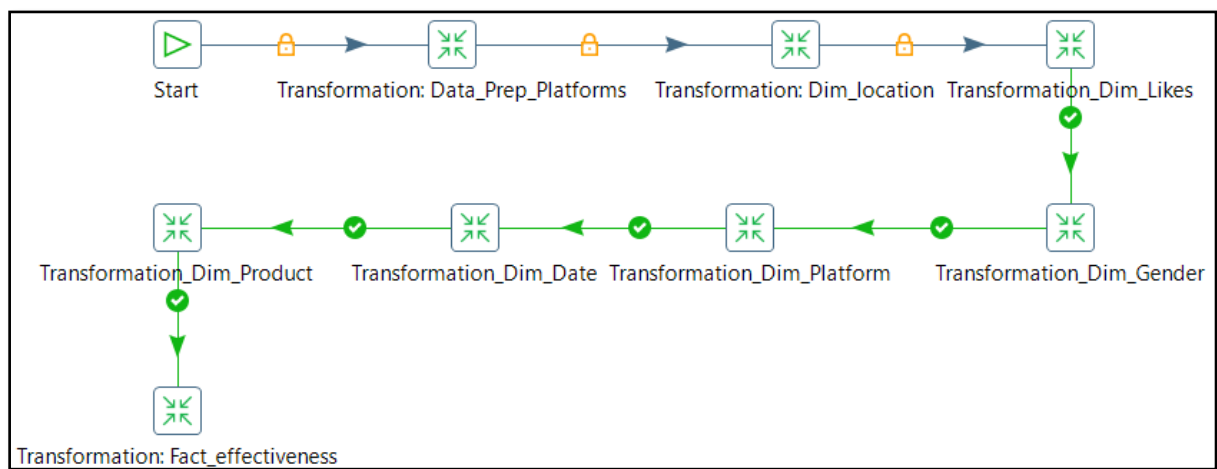 Start
Transformation: Data_Prep_Platforms
Transformation: Dim_location
Transformation_Dim_Likes
Transformation_Dim_Product
Transformation_Dim_Date
Transformation_Dim_Platform
Transformation_Dim_Gender
Transformation: Fact_effectiveness